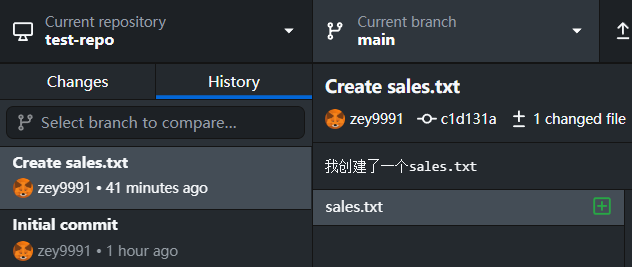 Current repository
test-repo
Current branch
main
Changes
History
Select branch to compare...
Create sales.txt
zey9991 • 41 minutes ago
Initial commit
zey9991 • 1 hour ago
Create sales.txt
zey9991 c1d131a 1 changed file
我创建了一个sales.txt
sales.txt